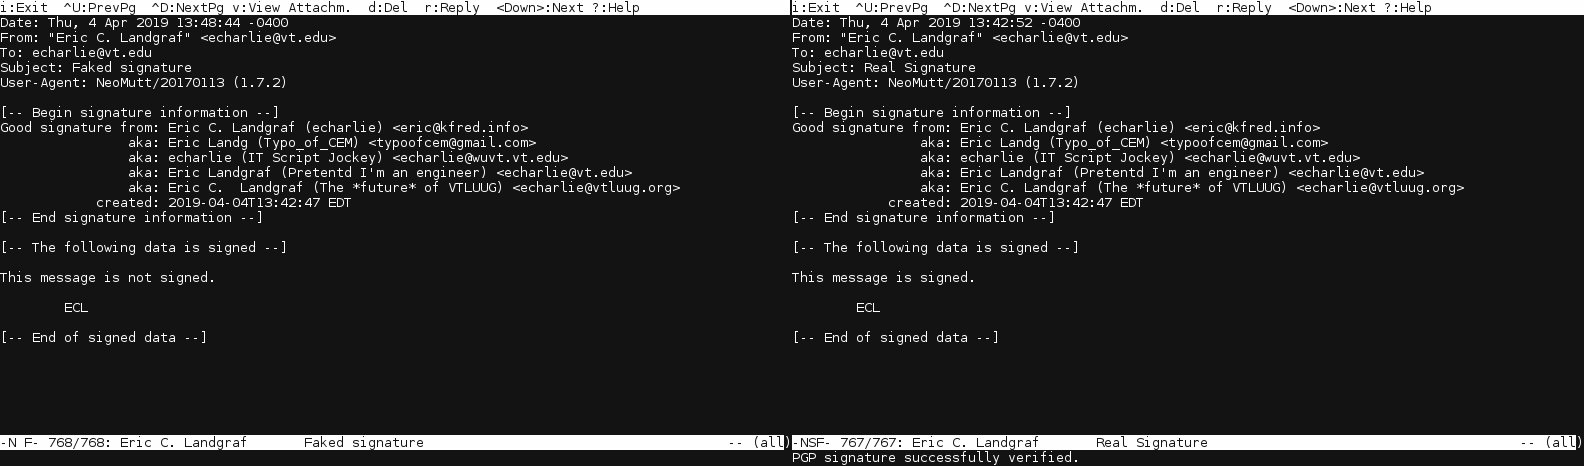 i:Exit  ^U:PrevPg  ^D:NextPg v:View Attachm.  d:Del  r:Reply  <Down>:Next ?:Help
Date: Thu, 4 Apr 2019 13:48:44 -0400
From: "Eric C. Landgraf" <echarlie@vt.edu>
To: echarlie@vt.edu
Subject: Faked signature
User-Agent: NeoMutt/20170113 (1.7.2)

[-- Begin signature information --]
Good signature from: Eric C. Landgraf (echarlie) <eric@kfred.info>
                aka: Eric Landg (Typo_of_CEM) <typoofcem@gmail.com>
                aka: echarlie (IT Script Jockey) <echarlie@wuvt.vt.edu>
                aka: Eric Landgraf (Pretentd I'm an engineer) <echarlie@vt.edu>
                aka: Eric C.  Landgraf (The *future* of VTLUUG) <echarlie@vtluug.org>
            created: 2019-04-04T13:42:47 EDT
[-- End signature information --]

[-- The following data is signed --]

This message is not signed.

        ECL

[-- End of signed data --]

-N F- 768/768: Eric C. Landgraf       Faked signature                                      -- (all)

i:Exit  ^U:PrevPg  ^D:NextPg v:View Attachm.  d:Del  r:Reply  <Down>:Next ?:Help
Date: Thu, 4 Apr 2019 13:42:52 -0400
From: "Eric C. Landgraf" <echarlie@vt.edu>
To: echarlie@vt.edu
Subject: Real Signature
User-Agent: NeoMutt/20170113 (1.7.2)

[-- Begin signature information --]
Good signature from: Eric C. Landgraf (echarlie) <eric@kfred.info>
                aka: Eric Landg (Typo_of_CEM) <typoofcem@gmail.com>
                aka: echarlie (IT Script Jockey) <echarlie@wuvt.vt.edu>
                aka: Eric Landgraf (Pretentd I'm an engineer) <echarlie@vt.edu>
                aka: Eric C. Landgraf (The *future* of VTLUUG) <echarlie@vtluug.org>
            created: 2019-04-04T13:42:47 EDT
[-- End signature information --]

[-- The following data is signed --]

This message is signed.

        ECL

[-- End of signed data --]

-NSF- 767/767: Eric C. Landgraf       Real Signature                                       -- (all)
PGP signature successfully verified.